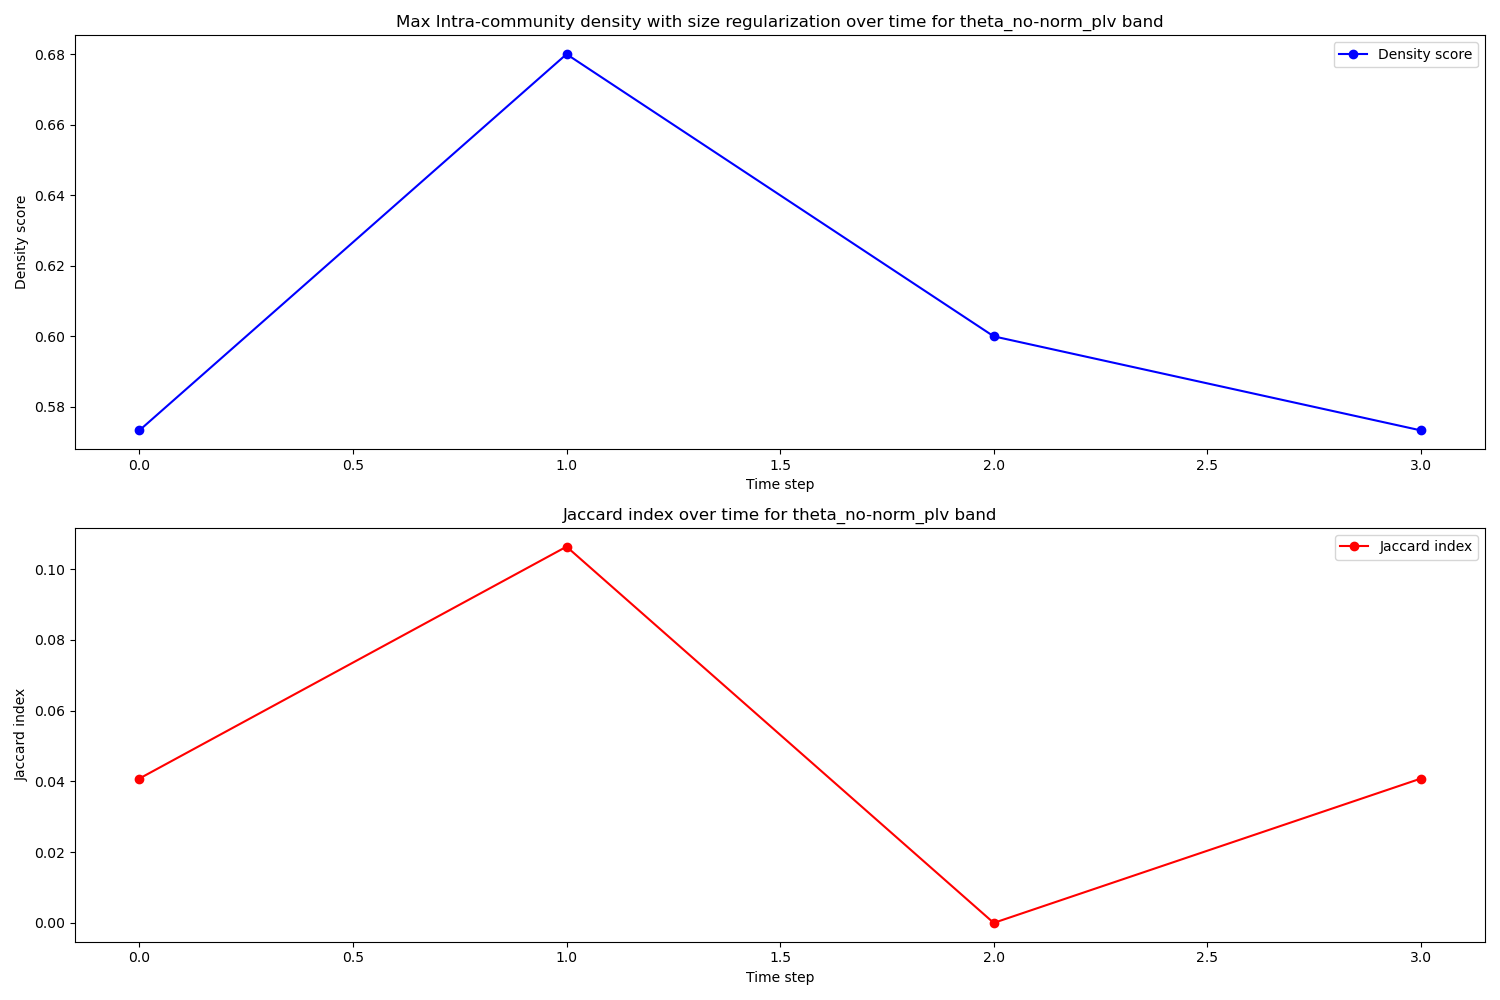 Max Intra-community density with size regularization over time for theta_no-norm_plv band
Density score
Density score
0.68
0.66
0.64
0.62
0.60
0.58
0.0 0.5 1.0 1.5 2.0 2.5 3.0
Time step
Jaccard index over time for theta_no-norm_plv band
Jaccard index
Jaccard index
0.10
0.08
0.06
0.04
0.02
0.00
0.0 0.5 1.0 1.5 2.0 2.5 3.0
Time step